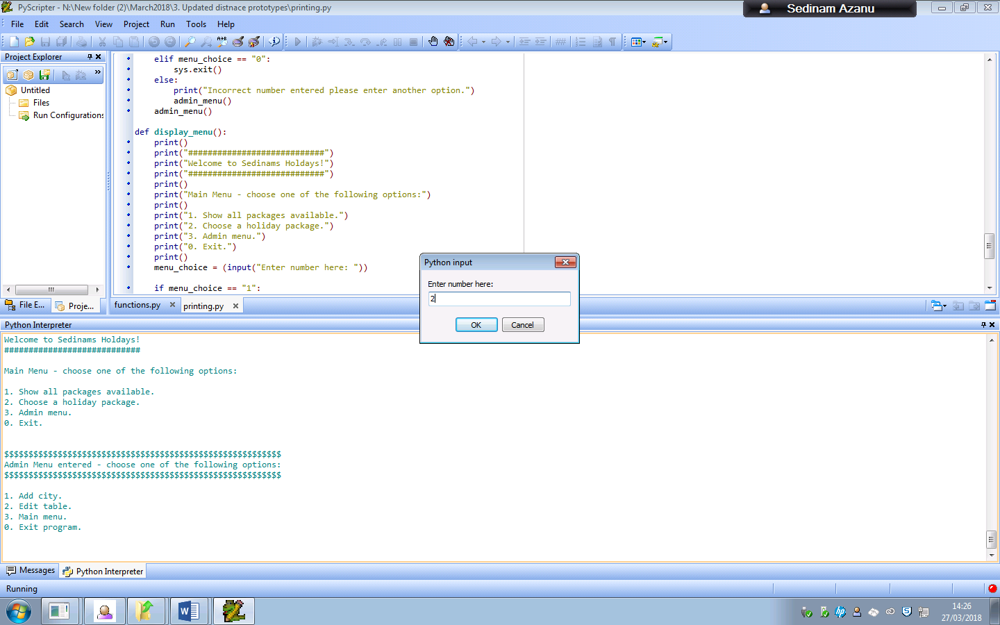 PyScripter - N:\New folder (2)\March2018\3. Updated distnace prototypes\printing.py
Sedinam Azanu
File Edit Search View Project Run Tools Help
Project Explorer
Untitled
Files
Run Configurations
File E...
Proje...
elif menu_choice == "0":
sys.exit()
else:
print("Incorrect number entered please enter another option.")
admin_menu()
admin_menu()
def display_menu():
print()
print("############################")
print("Welcome to Sedinams Holdays!")
print("############################")
print()
print("Main Menu - choose one of the following options:")
print()
print("1. Show all packages available.")
print("2. Choose a holiday package.")
print("3. Admin menu.")
print("0. Exit.")
print()
menu_choice = (input("Enter number here: "))
if menu_choice == "1":
functions.py
printing.py
Python input
Enter number here:
2
OK
Cancel
Python Interpreter
Welcome to Sedinams Holdays!
############################
Main Menu - choose one of the following options:
1. Show all packages available.
2. Choose a holiday package.
3. Admin menu.
0. Exit.
$$$$$$$$$$$$$$$$$$$$$$$$$$$$$$$$$$$$$$$$$$$$$$$$$$$$$$$$$
Admin Menu entered - choose one of the following options:
$$$$$$$$$$$$$$$$$$$$$$$$$$$$$$$$$$$$$$$$$$$$$$$$$$$$$$$$$
1. Add city.
2. Edit table.
3. Main menu.
0. Exit program.
Messages
Python Interpreter
Running
14:26
27/03/2018